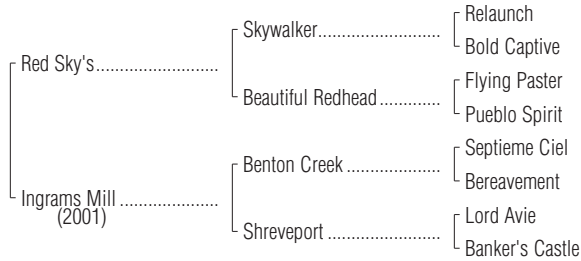 Relaunch
Skywalker
Bold Captive
Red Sky's
Flying Paster
Beautiful Redhead
Pueblo Spirit
Septieme Ciel
Benton Creek
Bereavement
Ingrams Mill
(2001)
Lord Avie
Shreveport
Banker's Castle